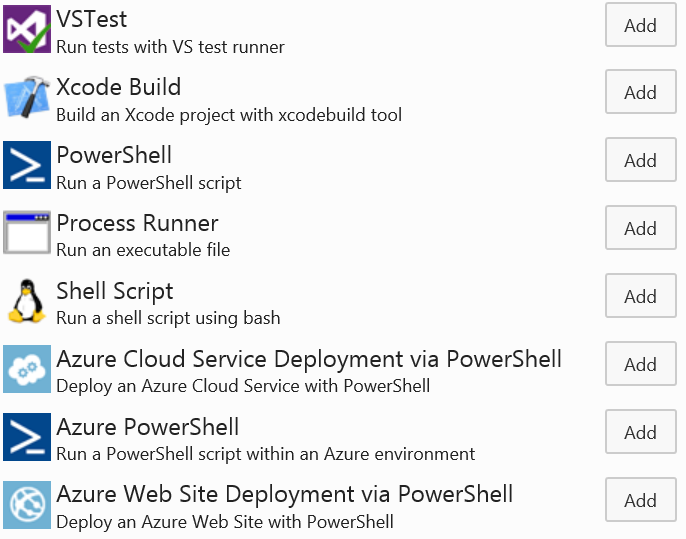 VSTest
Add
Run tests with VS test runner
Xcode Build
Add
Build an Xcode project with xcodebuild tool
PowerShell
Add
Run a PowerShell script
Process Runner
Add
Run an executable file
Shell Script
Add
Run a shell script using bash
Azure Cloud Service Deployment via PowerShell
Add
Deploy an Azure Cloud Service with PowerShell
Azure PowerShell
Add
Run a PowerShell script within an Azure environment
Azure Web Site Deployment via PowerShell
Add
Deploy an Azure Web Site with PowerShell